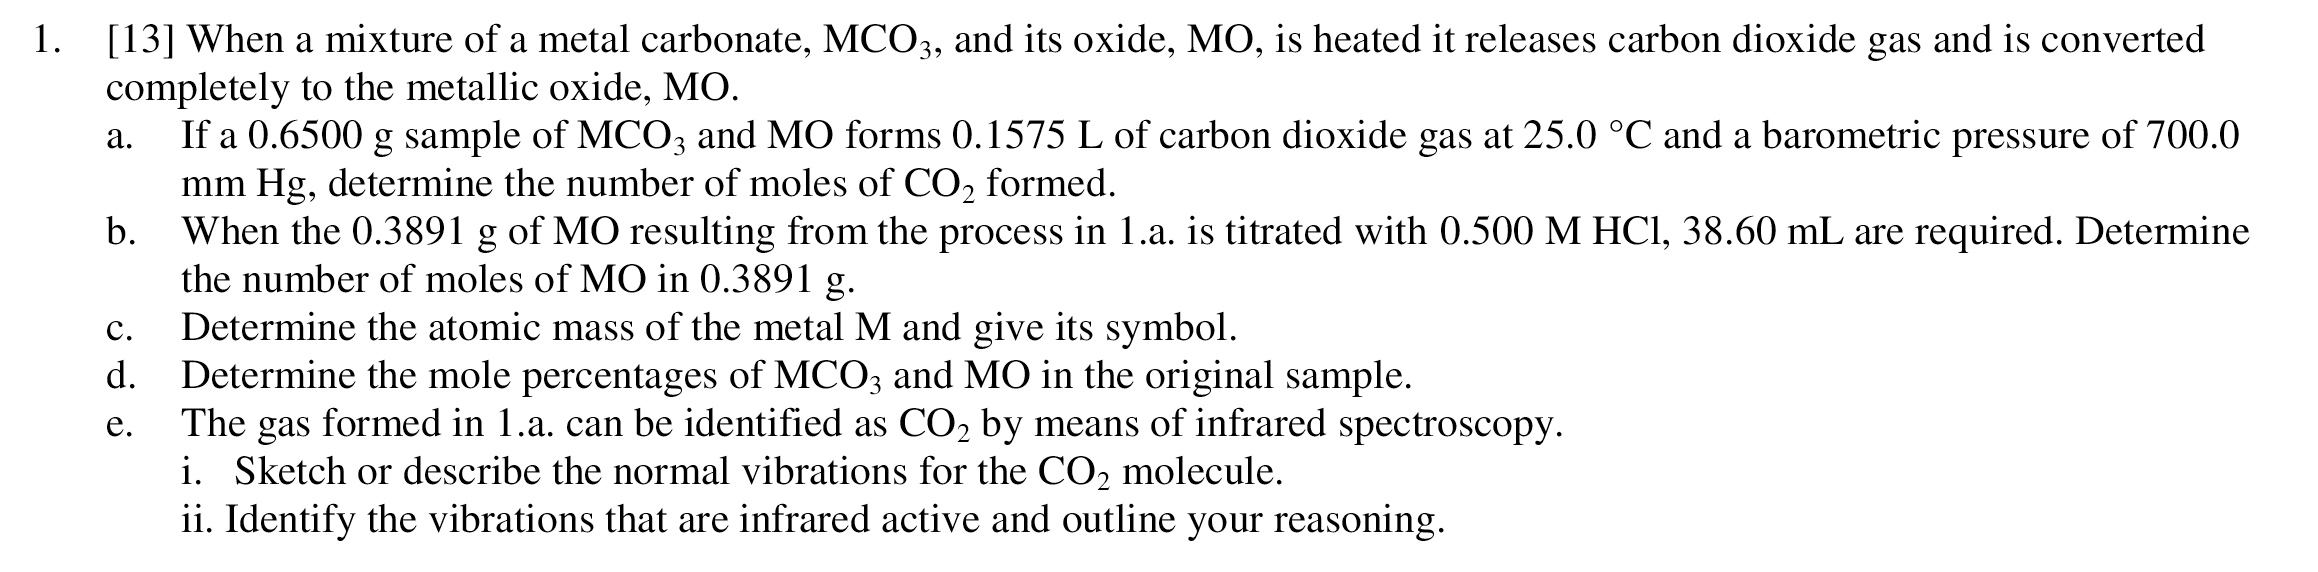 1. [13] When a mixture of a metal carbonate, MCO₃, and its oxide, MO, is heated it releases carbon dioxide gas and is converted
completely to the metallic oxide, MO.
a. If a 0.6500 g sample of MCO₃ and MO forms 0.1575 L of carbon dioxide gas at 25.0 °C and a barometric pressure of 700.0
mm Hg, determine the number of moles of CO₂ formed.
b. When the 0.3891 g of MO resulting from the process in 1.a. is titrated with 0.500 M HCl, 38.60 mL are required. Determine
the number of moles of MO in 0.3891 g.
c. Determine the atomic mass of the metal M and give its symbol.
d. Determine the mole percentages of MCO₃ and MO in the original sample.
e. The gas formed in 1.a. can be identified as CO₂ by means of infrared spectroscopy.
i. Sketch or describe the normal vibrations for the CO₂ molecule.
ii. Identify the vibrations that are infrared active and outline your reasoning.